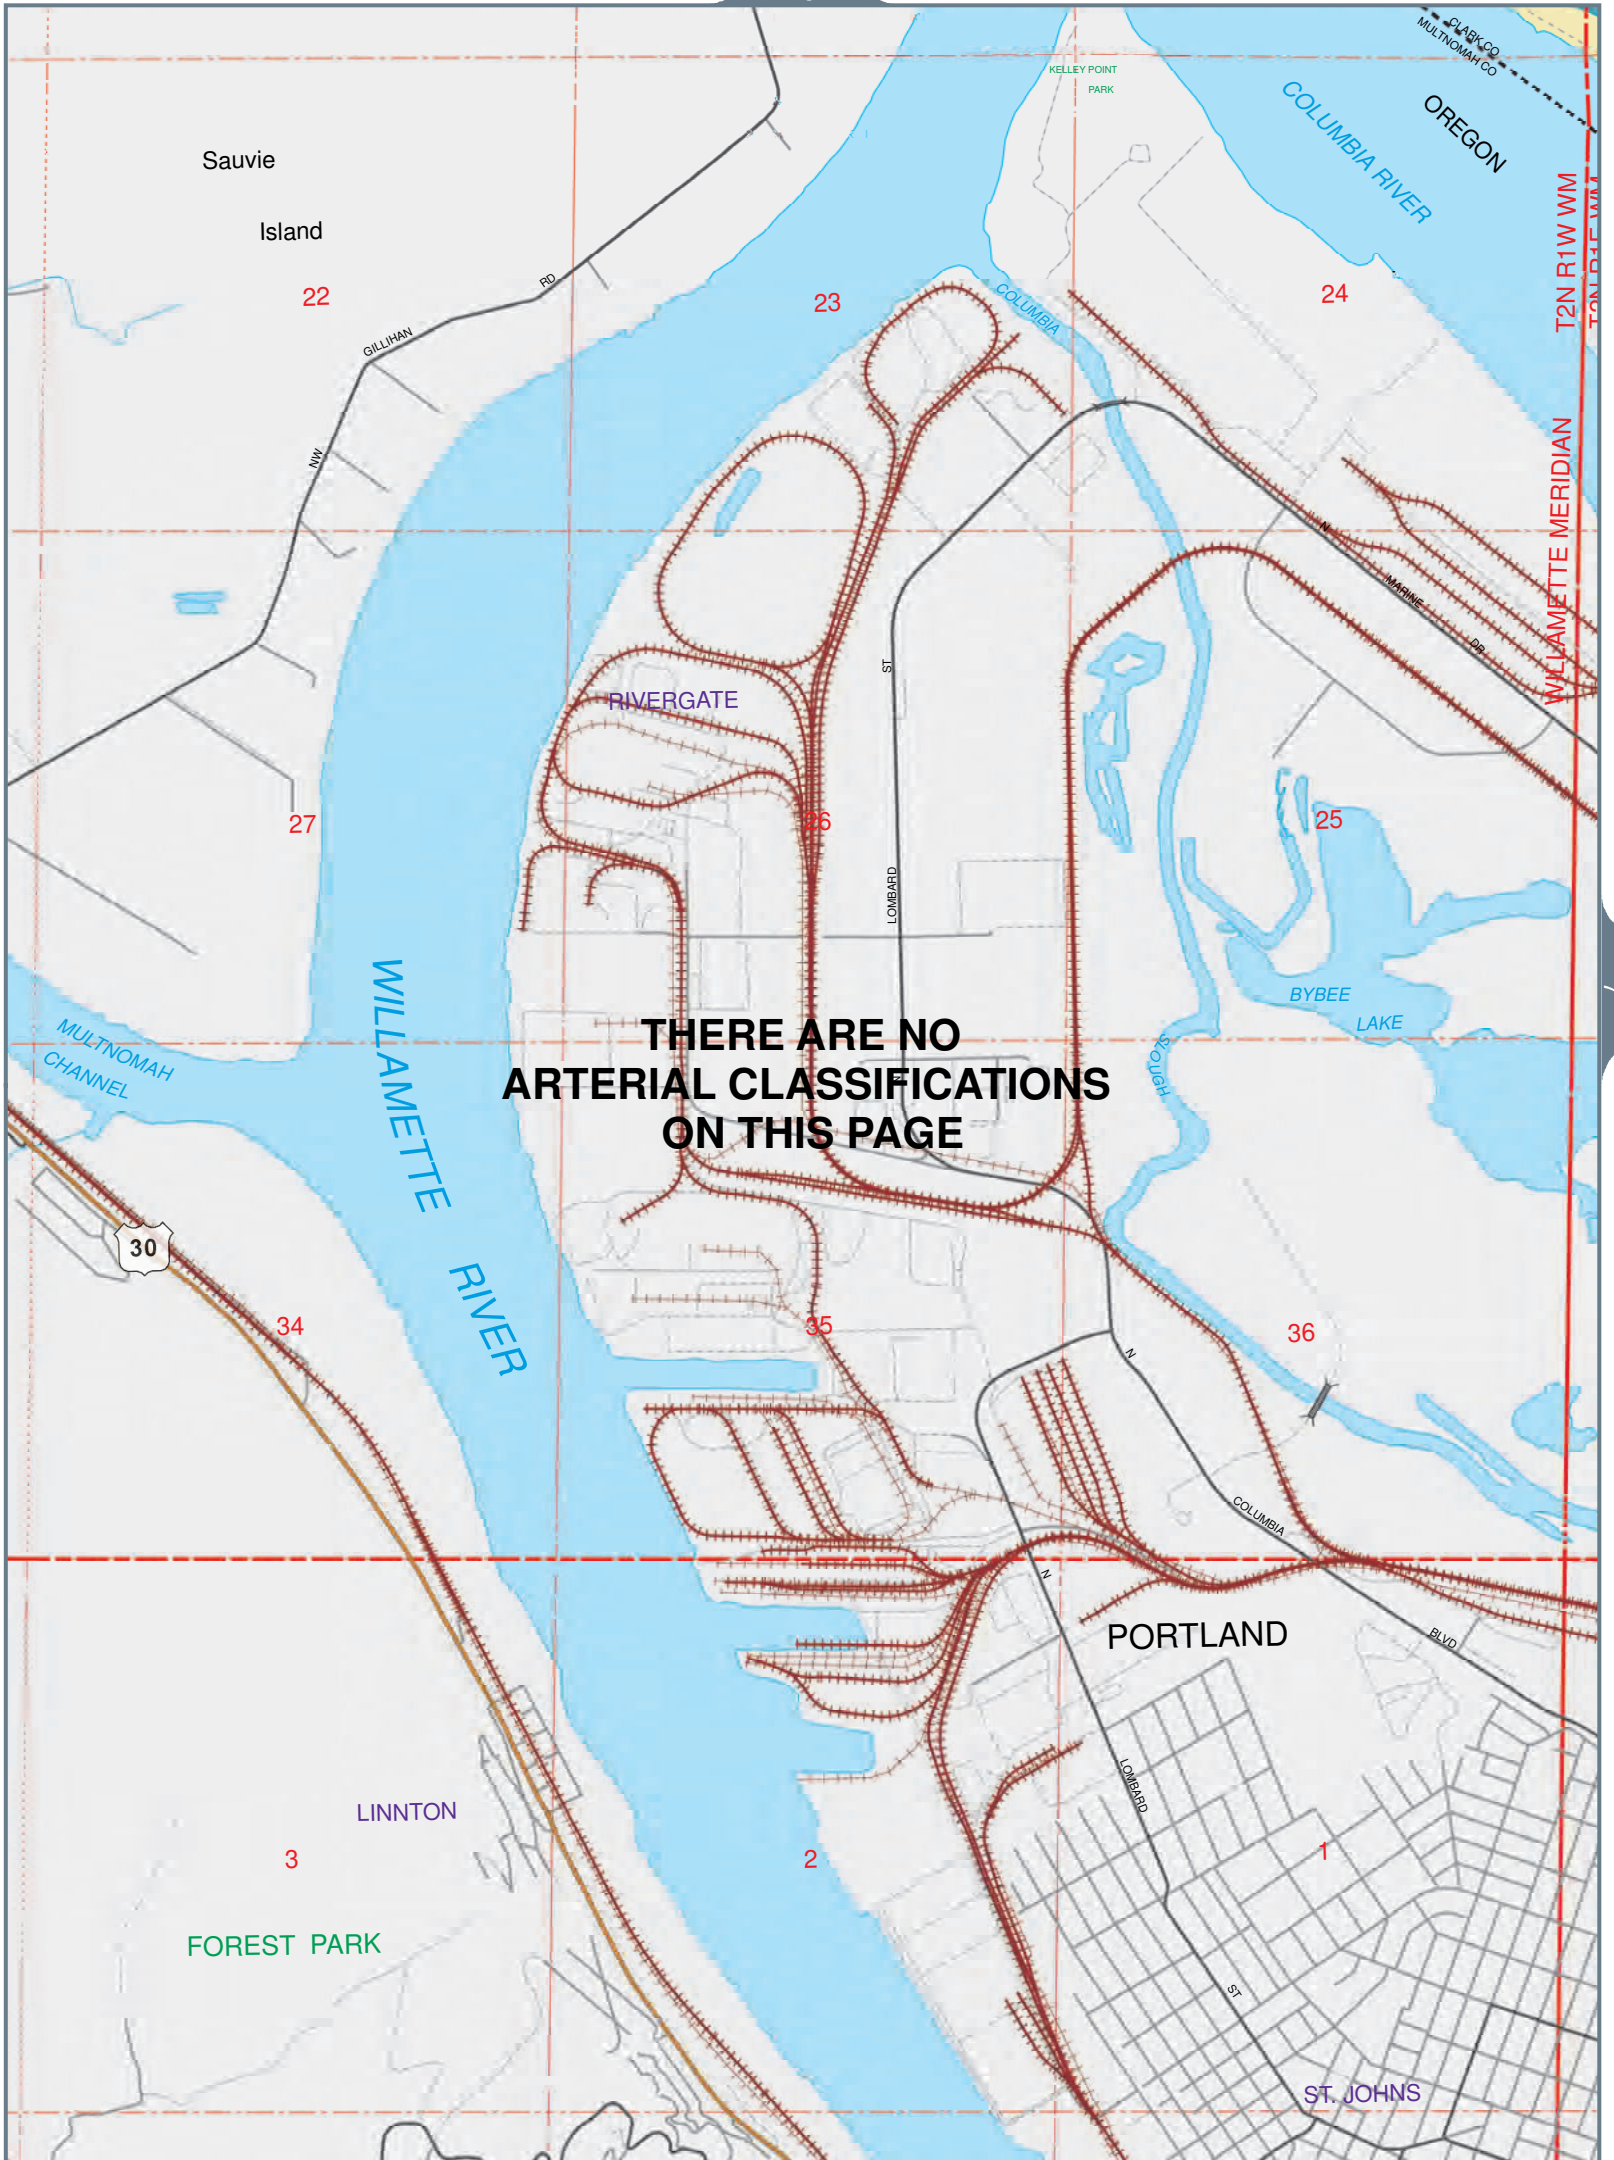 CLARK CO
MULTNOMAH CO
KELLEY POINT
PARK
COLUMBIA RIVER
OREGON
Sauvie
Island
T2N R1W WM
T2N R1E WM
22
23
24
RD
COLUMBIA
GILLIHAN
NW
WILLAMETTE MERIDIAN
N
MARINE
DR
ST
RIVERGATE
27
26
25
LOMBARD
WILLAMETTE
RIVER
BYBEE
LAKE
MULTNOMAH
CHANNEL
SLOUGH
THERE ARE NO
ARTERIAL CLASSIFICATIONS
ON THIS PAGE
30
34
35
36
N
COLUMBIA
N
PORTLAND
BLVD
LOMBARD
LINNTON
3
2
1
FOREST PARK
ST
ST. JOHNS